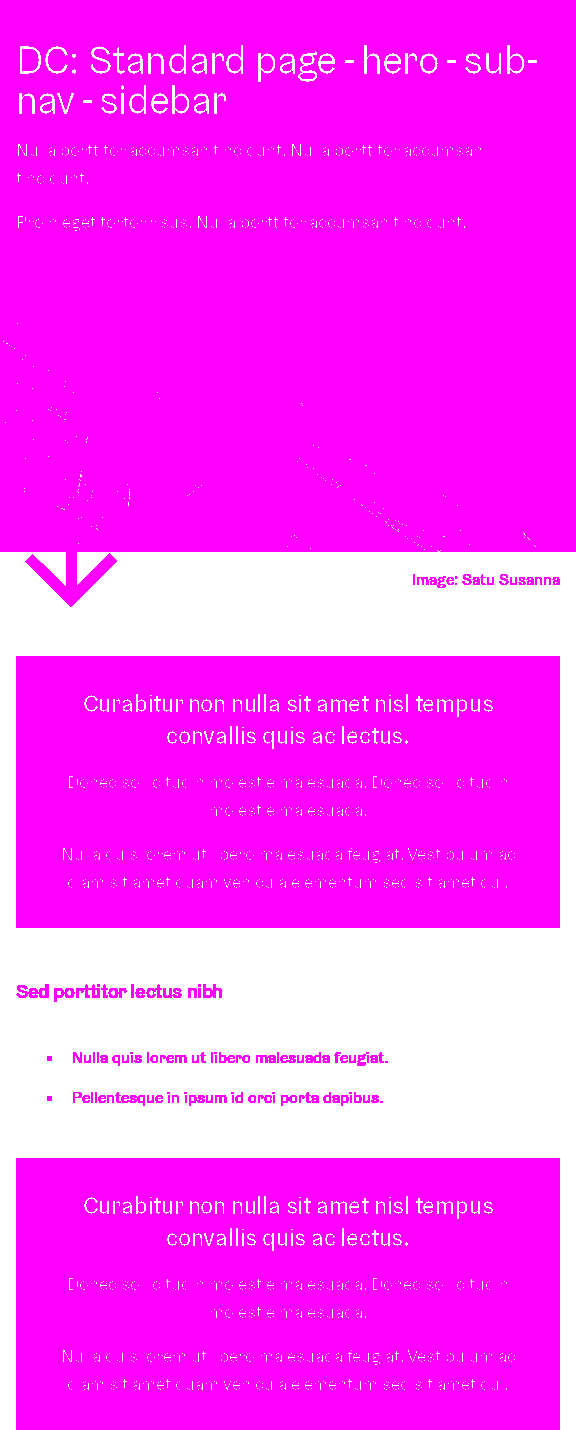 DC: Standard page - hero - sub-
nav - sidebar
Nulla porttitor accumsan tincidunt. Nulla porttitor accumsan
tincidunt.
Proin eget tortor risus. Nulla porttitor accumsan tincidunt.
Image: Satu Susanna
Curabitur non nulla sit amet nisl tempus
convallis quis ac lectus.
Donec sollicitudin molestie malesuada. Donec sollicitudin
molestie malesuada.
Nulla quis lorem ut libero malesuada feugiat. Vestibulum ac
diam sit amet quam vehicula elementum sed sit amet dui.
Sed porttitor lectus nibh
Nulla quis lorem ut libero malesuada feugiat.
Pellentesque in ipsum id orci porta dapibus.
Curabitur non nulla sit amet nisl tempus
convallis quis ac lectus.
Donec sollicitudin molestie malesuada. Donec sollicitudin
molestie malesuada.
Nulla quis lorem ut libero malesuada feugiat. Vestibulum ac
diam sit amet quam vehicula elementum sed sit amet dui.